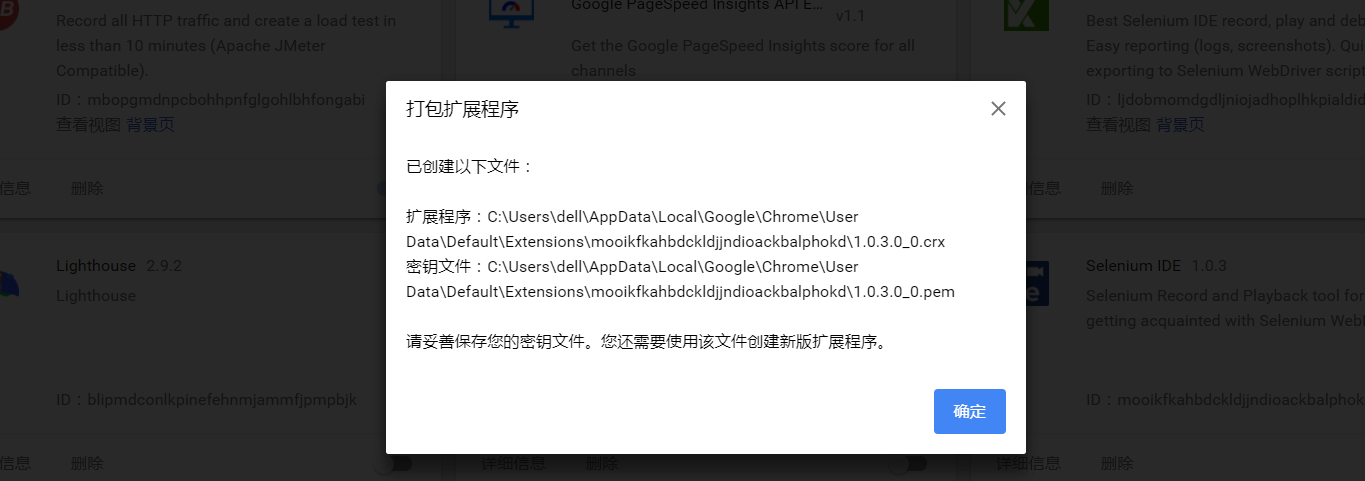 Record all HTTP traffic and create a load test in
less than 10 minutes (Apache JMeter
Compatible).
ID：mbopgmdnpcbohhpnfglgohlbhfongabi
查看视图 背景页
信息 删除
Google PageSpeed Insights API E...
v1.1
Get the Google PageSpeed Insights score for all
channels
Best Selenium IDE record, play and deb
Easy reporting (logs, screenshots). Quic
exporting to Selenium WebDriver script
ID：ljdobmomdgdljniojadhoplhkpialdid
查看视图 背景页
信息 删除
打包扩展程序
已创建以下文件：
扩展程序：C:\Users\dell\AppData\Local\Google\Chrome\User
Data\Default\Extensions\mooikfkahbdckldjjndioackbalphokd\1.0.3.0_0.crx
密钥文件：C:\Users\dell\AppData\Local\Google\Chrome\User
Data\Default\Extensions\mooikfkahbdckldjjndioackbalphokd\1.0.3.0_0.pem
请妥善保存您的密钥文件。您还需要使用该文件创建新版扩展程序。
确定
Lighthouse 2.9.2
Lighthouse
ID：blipmdconlkpinefehnmjammfjpmpbjk
信息 删除
详细信息 删除
Selenium IDE 1.0.3
Selenium Record and Playback tool for
getting acquainted with Selenium WebD
ID：mooikfkahbdckldjjndioackbalphok
详细信息 删除